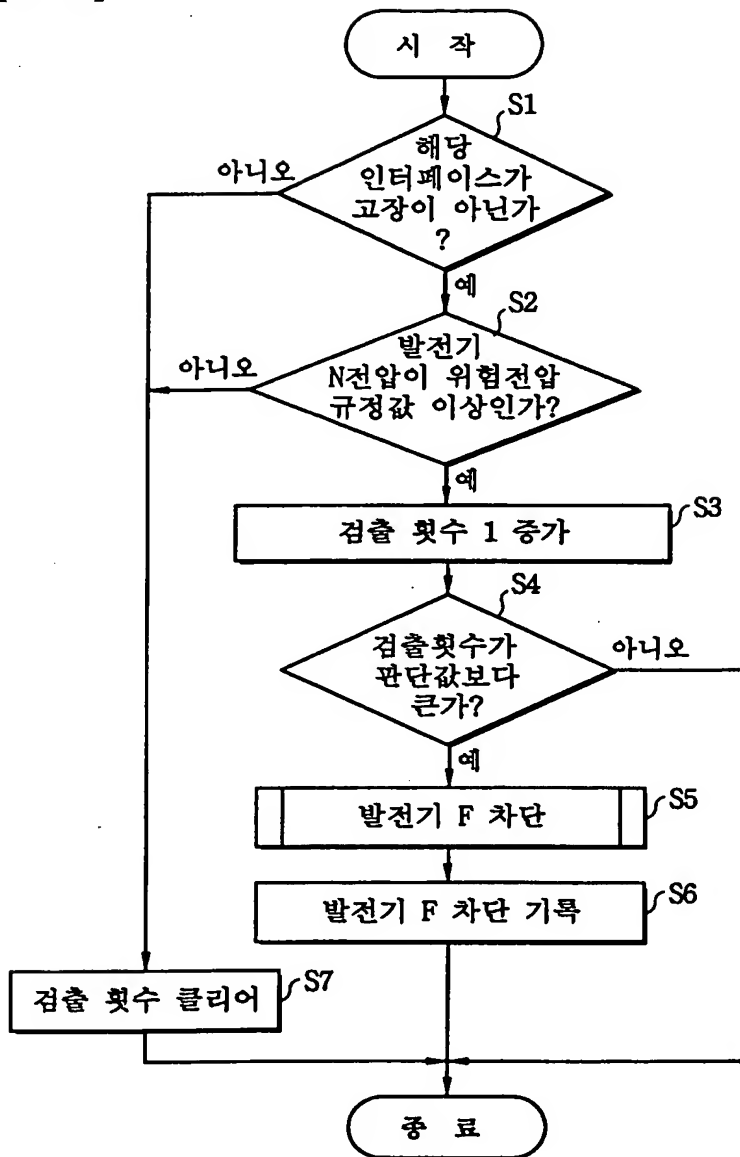 시 작
S1
해당
인터페이스가
고장이 아닌가
?
아니오
예
S2
발전기
N전압이 위험전압
규정값 이상인가?
아니오
예
S3
검출 횟수 1 증가
S4
검출횟수가
판단값보다
큰가?
아니오
예
S5
발전기 F 차단
S6
발전기 F 차단 기록
S7
검출 횟수 클리어
종 료